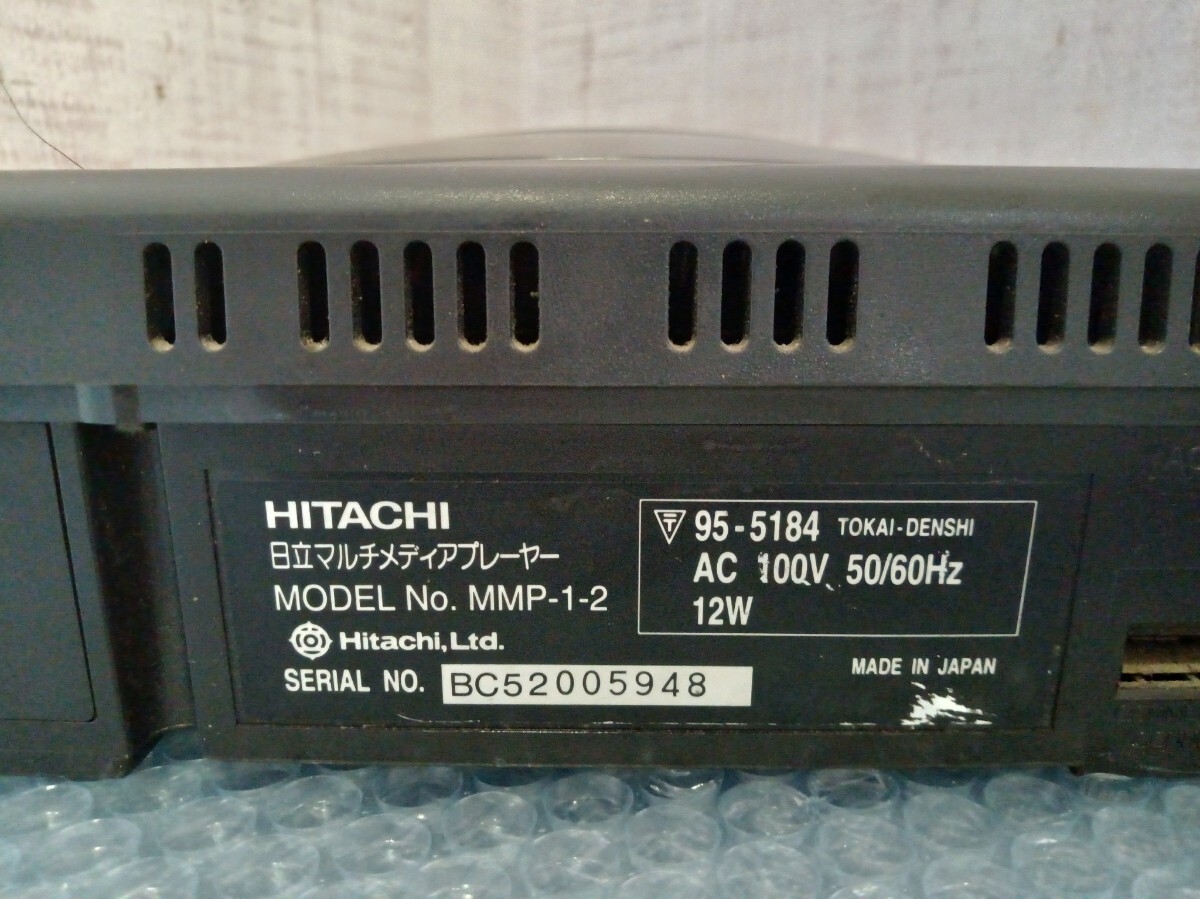 HITACHI
日立マルチメディアプレーヤー
MODEL No. MMP-1-2
Hitachi, Ltd.
SERIAL NO. BC52005948
95-5184 TOKAI-DENSHI
AC 100V 50/60Hz
12W
MADE IN JAPAN